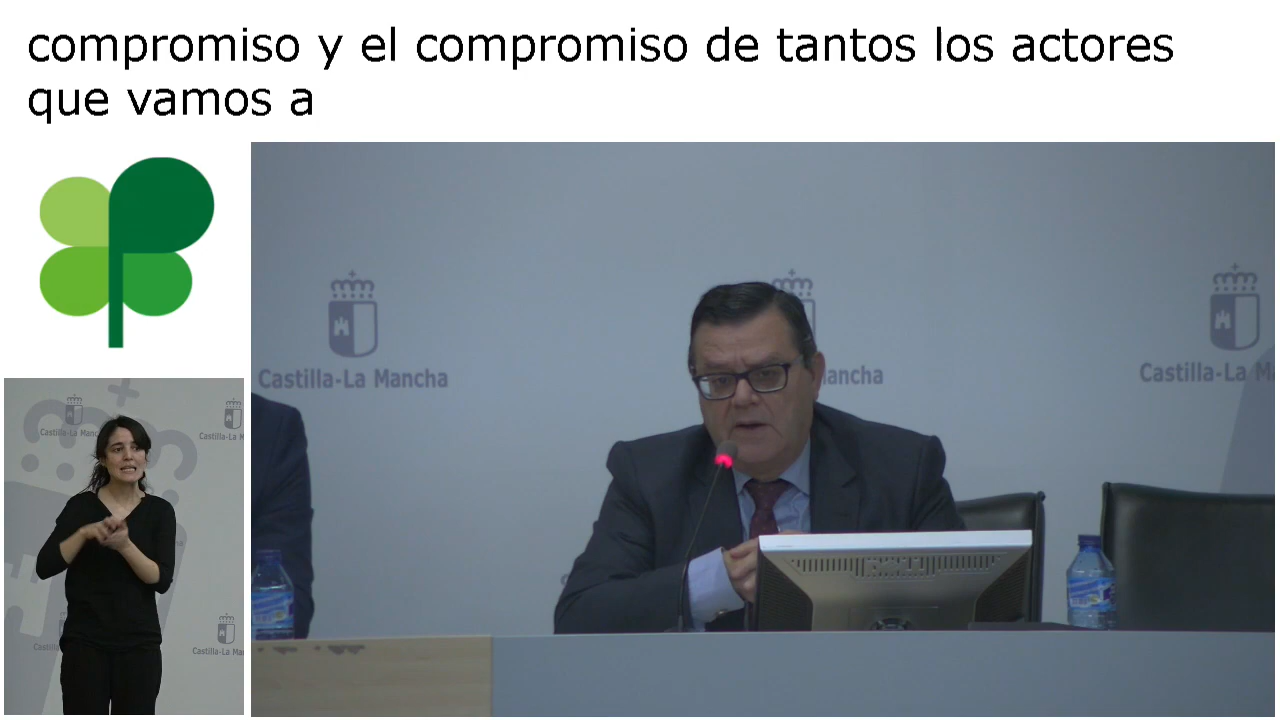 compromiso y el compromiso de tantos los actores
que vamos a
Castilla-La Mancha
Mancha
Castilla-La M
Castilla-La Manc
Castilla-La M
Castilla-La Ma